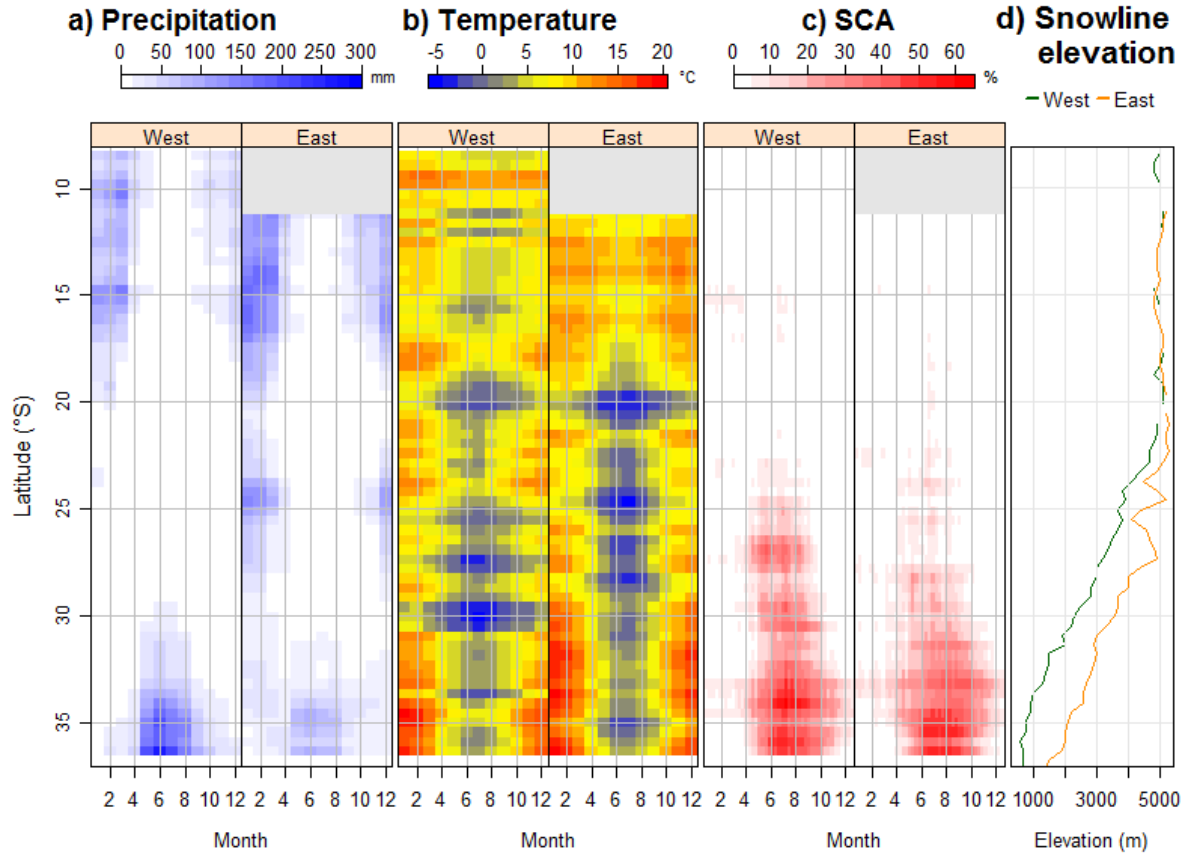 a) Precipitation
b) Temperature
c) SCA
d) Snowline
elevation
0 50 100 150 200 250 300
mm
-5 0 5 10 15 20
°C
0 10 20 30 40 50 60
%
West East
West East
West East
West East
10
15
20
25
30
35
Latitude (°S)
2 4 6 8 10 12 2 4 6 8 10 12
2 4 6 8 10 12 2 4 6 8 10 12
2 4 6 8 10 12 2 4 6 8 10 12
1000 3000 5000
Month
Month
Month
Elevation (m)